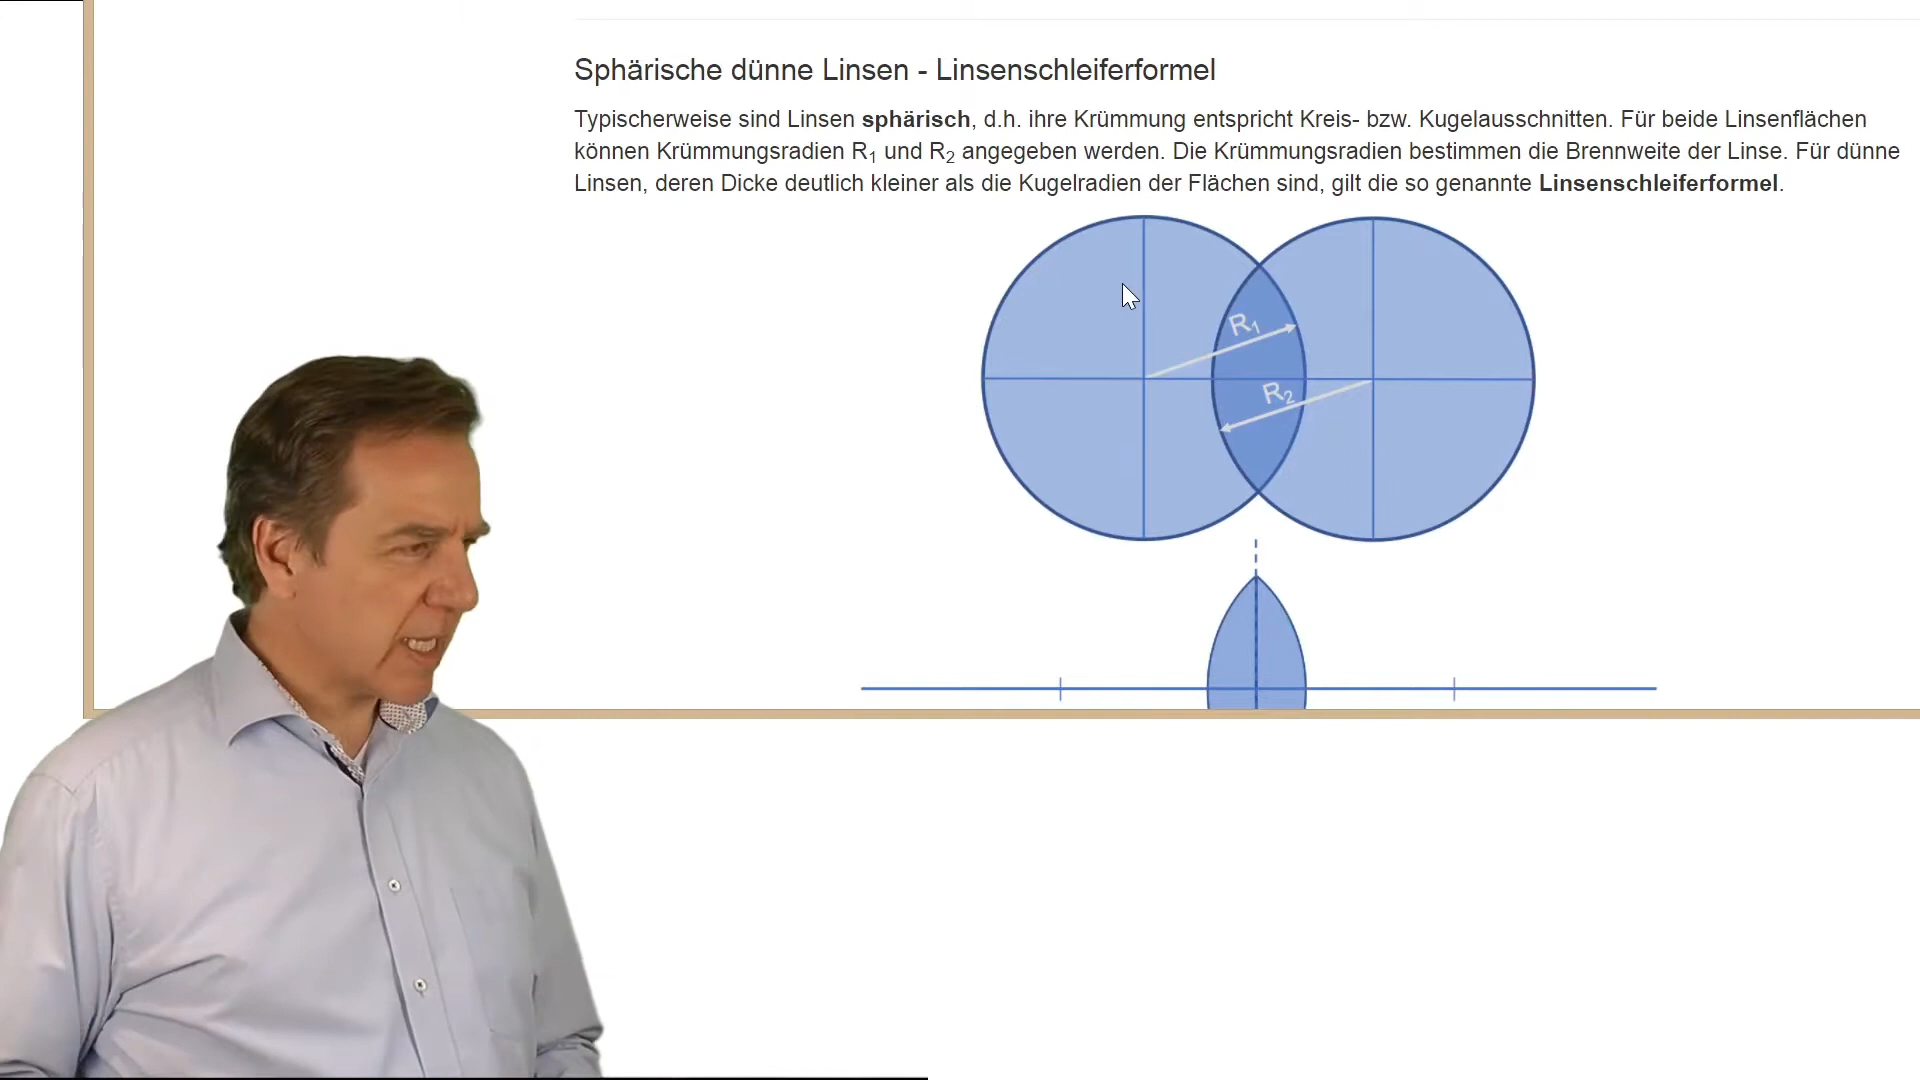 Sphärische dünne Linsen - Linsenschleiferformel
Typischerweise sind Linsen sphärisch, d.h. ihre Krümmung entspricht Kreis- bzw. Kugelausschnitten. Für beide Linsenflächen
können Krümmungsradien R₁ und R₂ angegeben werden. Die Krümmungsradien bestimmen die Brennweite der Linse. Für dünne
Linsen, deren Dicke deutlich kleiner als die Kugelradien der Flächen sind, gilt die so genannte Linsenschleiferformel.
R₁
R₂